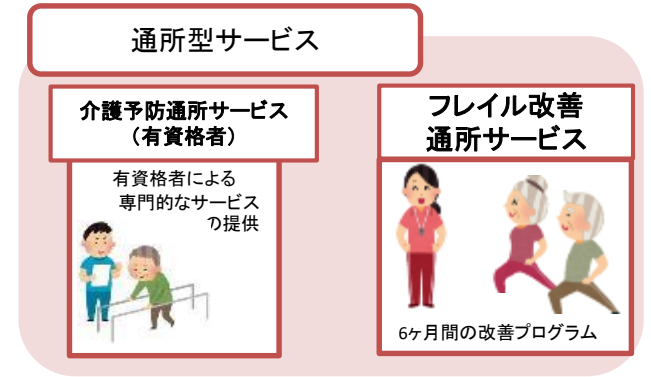 通所型サービス
介護予防通所サービス
（有資格者）
有資格者による
専門的なサービス
の提供
フレイル改善
通所サービス
6ヶ月間の改善プログラム